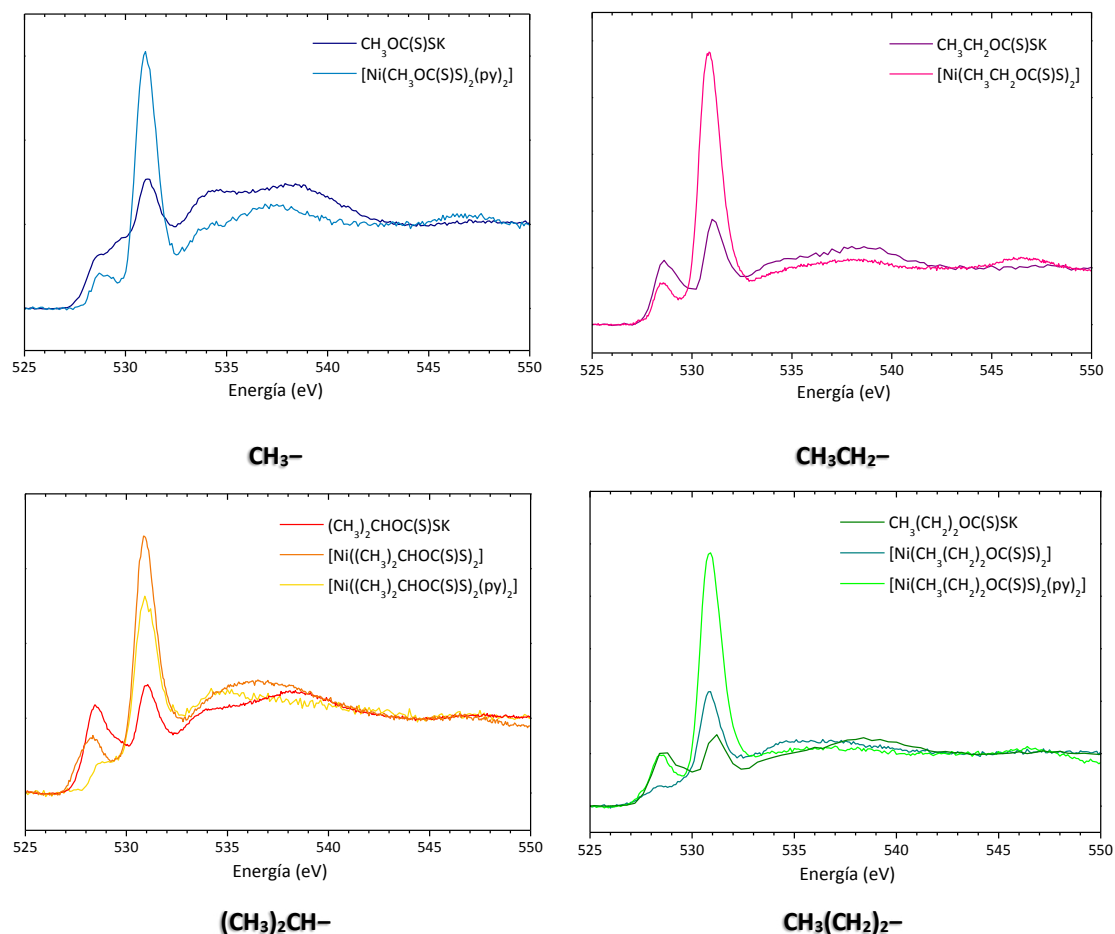 CH₃OC(S)SK
[Ni(CH₃OC(S)S)₂(py)₂]
525 530 535 540 545 550
Energía (eV)
CH₃–
CH₃CH₂OC(S)SK
[Ni(CH₃CH₂OC(S)S)₂]
525 530 535 540 545 550
Energía (eV)
CH₃CH₂–
(CH₃)₂CHOC(S)SK
[Ni((CH₃)₂CHOC(S)S)₂]
[Ni((CH₃)₂CHOC(S)S)₂(py)₂]
525 530 535 540 545 550
Energía (eV)
(CH₃)₂CH–
CH₃(CH₂)₂OC(S)SK
[Ni(CH₃(CH₂)₂OC(S)S)₂]
[Ni(CH₃(CH₂)₂OC(S)S)₂(py)₂]
525 530 535 540 545 550
Energía (eV)
CH₃(CH₂)₂–